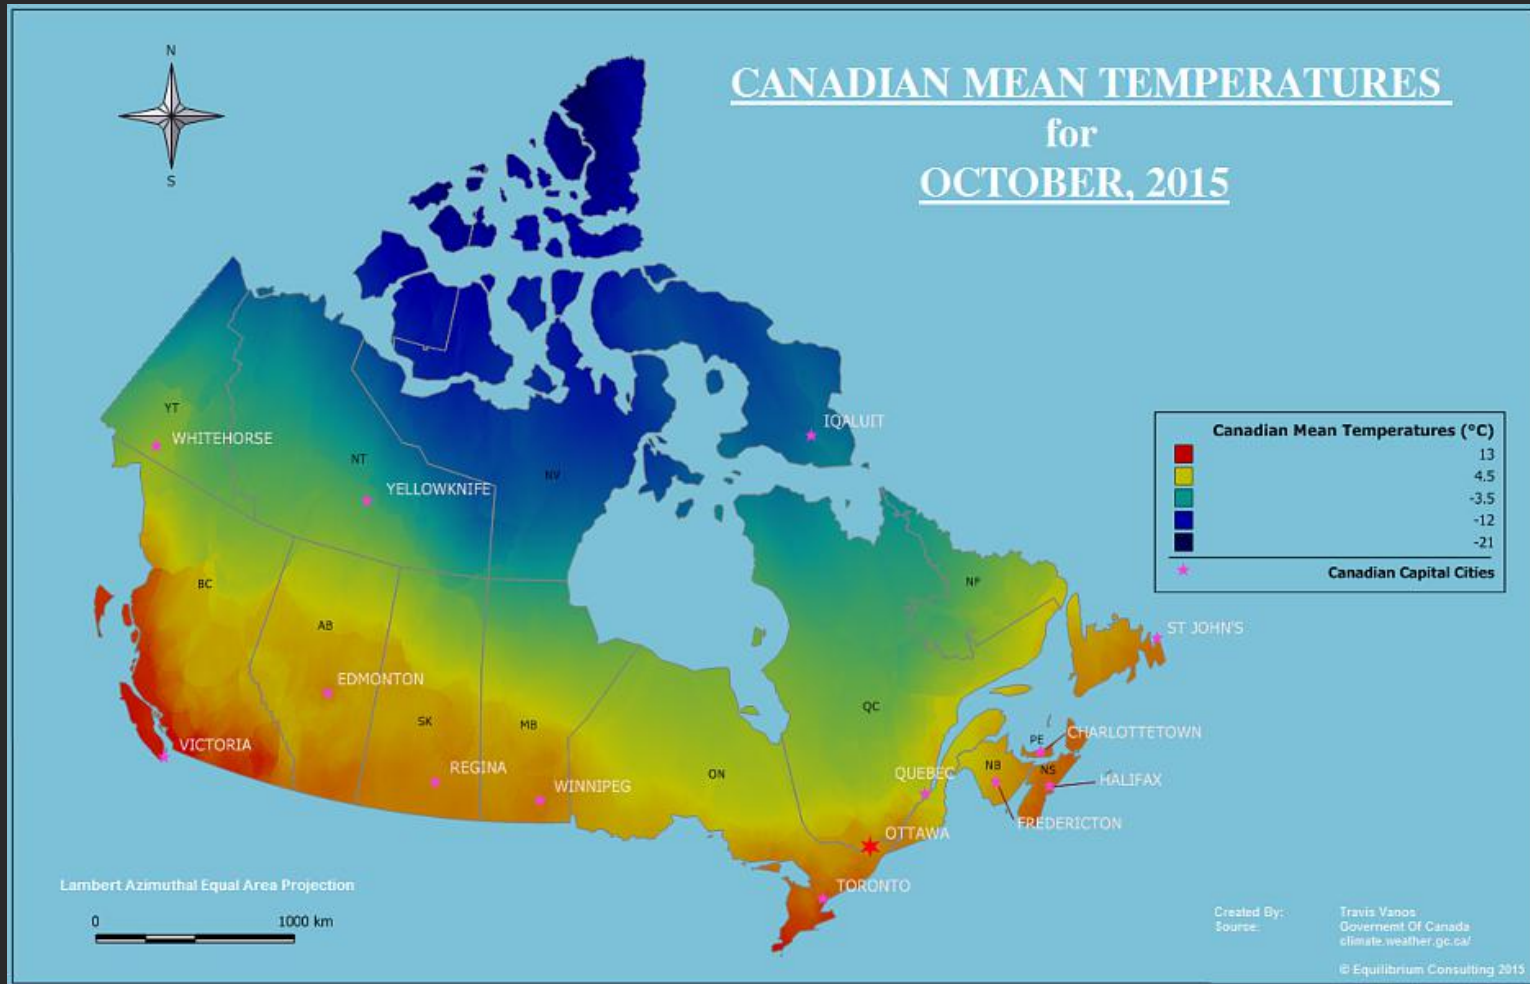 CANADIAN MEAN TEMPERATURES
for
OCTOBER, 2015
N
S
IQALUIT
YT
WHITEHORSE
NT
YELLOWKNIFE
NV
Canadian Mean Temperatures (°C)
13
4.5
-3.5
-12
-21
Canadian Capital Cities
BC
NF
AB
ST JOHN'S
EDMONTON
SK
MB
QC
VICTORIA
PE
CHARLOTTETOWN
REGINA
WINNIPEG
ON
QUEBEC
NB
NS
HALIFAX
FREDERICTON
OTTAWA
TORONTO
Lambert Azimuthal Equal Area Projection
0 1000 km
Created By: Travis Vanos
Source: Governemt Of Canada
climate.weather.gc.ca/
© Equilibrium Consulting 2015